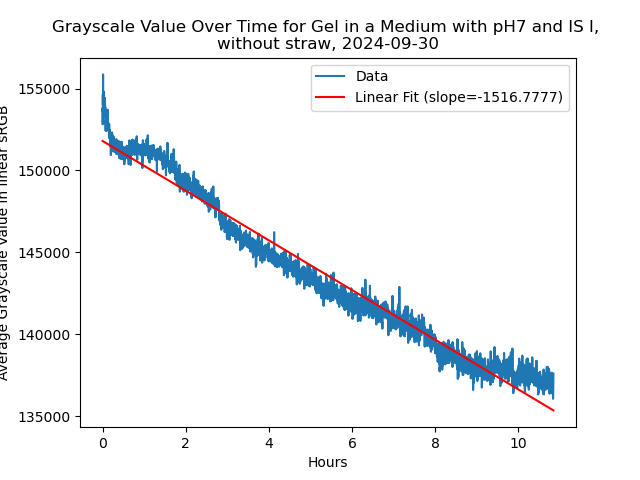 Grayscale Value Over Time for Gel in a Medium with pH7 and IS I,
without straw, 2024-09-30
Data
Linear Fit (slope=-1516.7777)
155000
150000
145000
140000
135000
Average Grayscale Value in linear sRGB
0 2 4 6 8 10
Hours